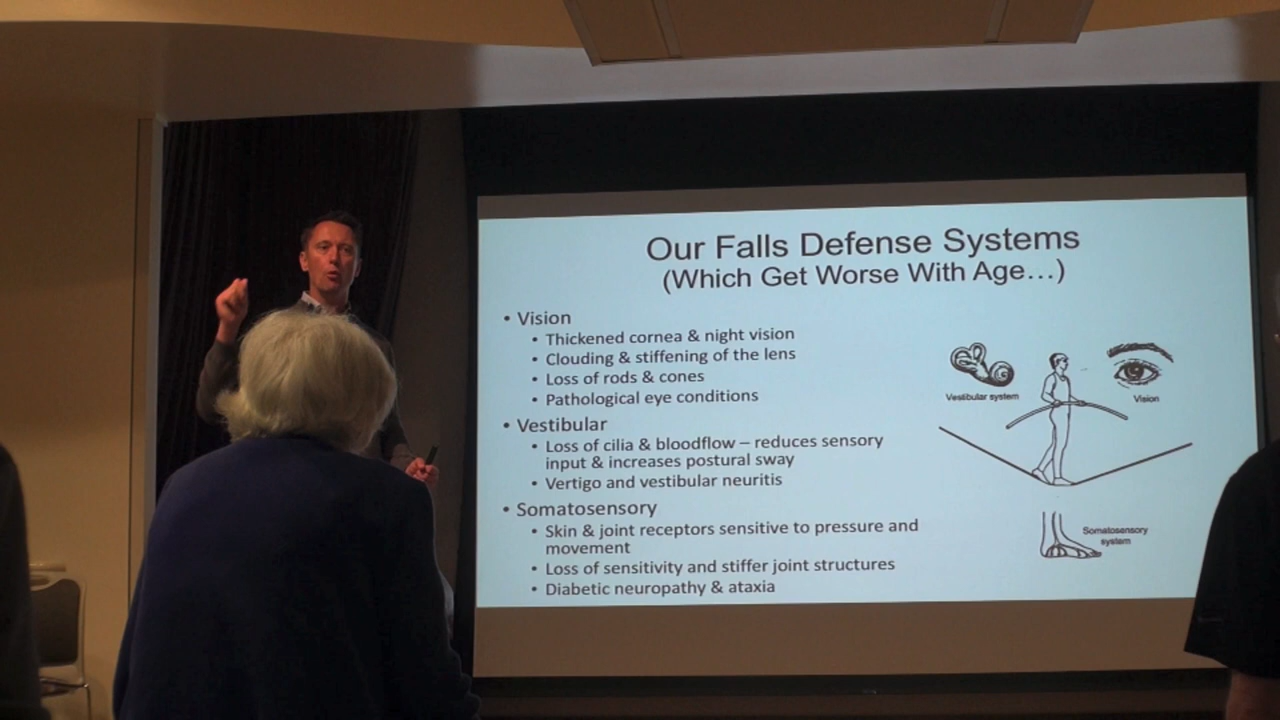 Our Falls Defense Systems
(Which Get Worse With Age…)
• Vision
• Thickened cornea & night vision
• Clouding & stiffening of the lens
• Loss of rods & cones
• Pathological eye conditions
• Vestibular
• Loss of cilia & bloodflow – reduces sensory
input & increases postural sway
• Vertigo and vestibular neuritis
• Somatosensory
• Skin & joint receptors sensitive to pressure and
movement
• Loss of sensitivity and stiffer joint structures
• Diabetic neuropathy & ataxia
Vestibular system
Vision
Somatosensory
system